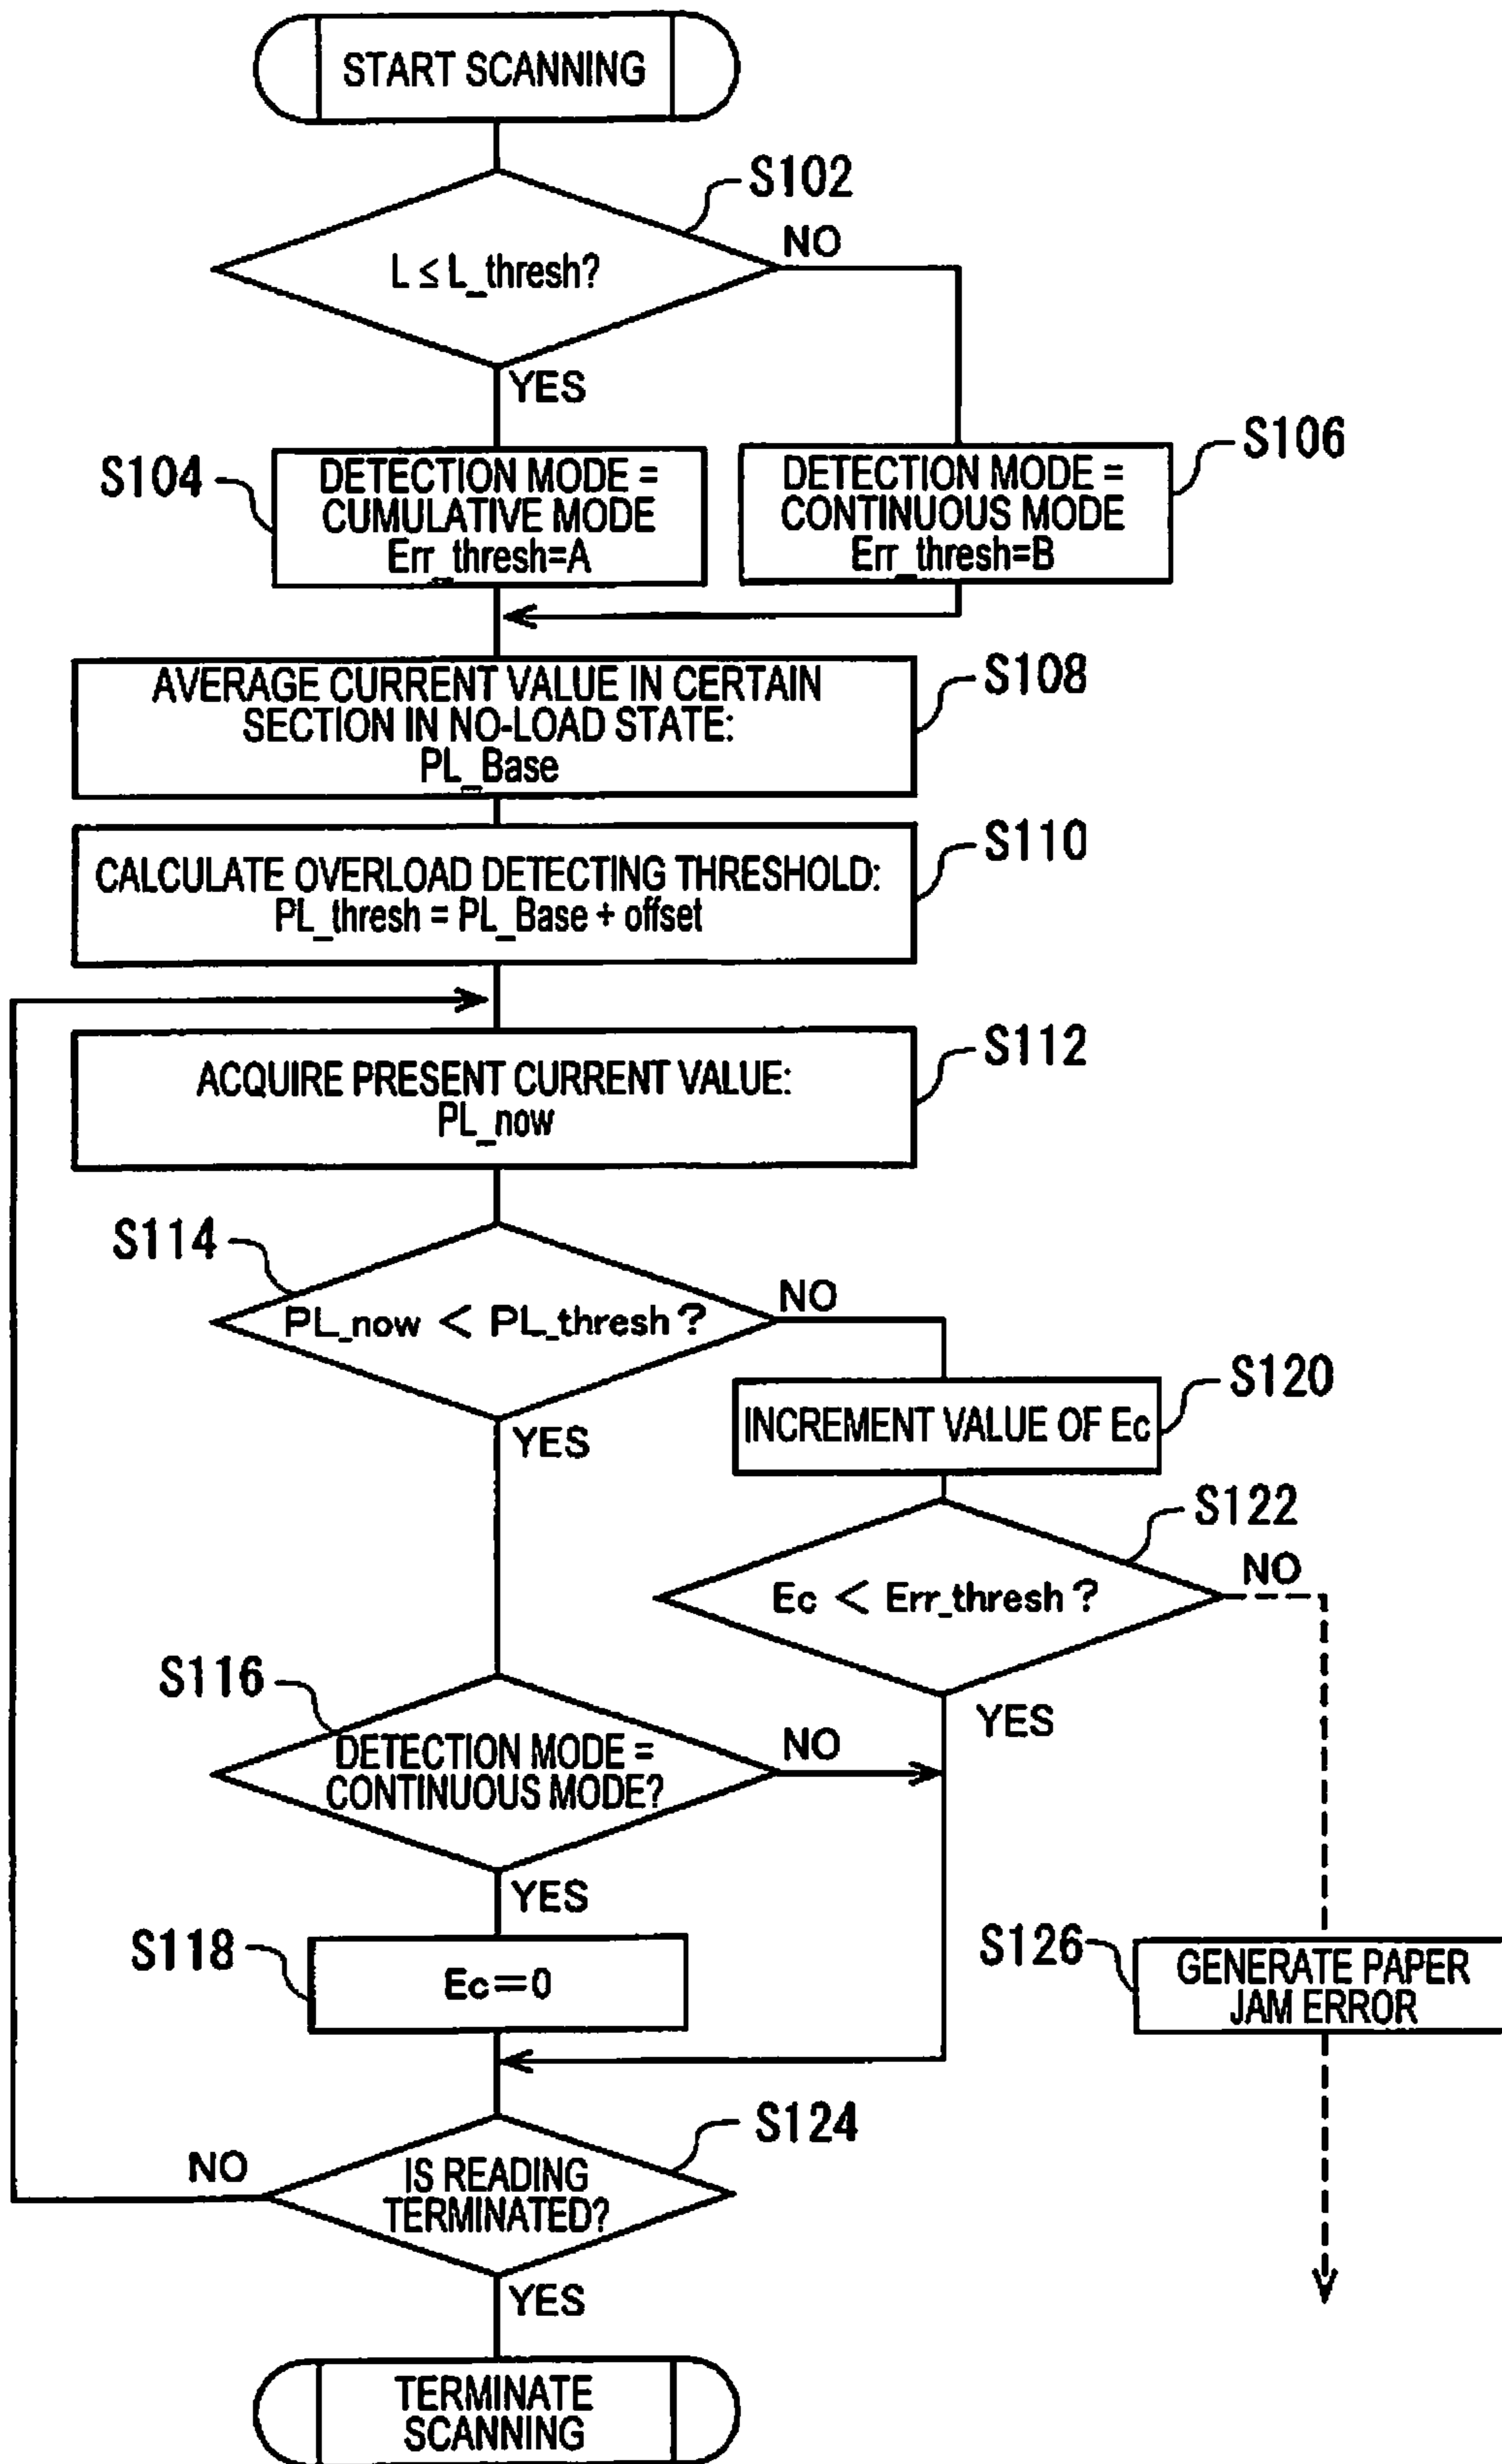 START SCANNING
S102
L ≤ L_thresh?
NO
YES
S104
DETECTION MODE =
CUMULATIVE MODE
Err_thresh=A
S106
DETECTION MODE =
CONTINUOUS MODE
Err_thresh=B
S108
AVERAGE CURRENT VALUE IN CERTAIN
SECTION IN NO-LOAD STATE:
PL_Base
S110
CALCULATE OVERLOAD DETECTING THRESHOLD:
PL_thresh = PL_Base + offset
S112
ACQUIRE PRESENT CURRENT VALUE:
PL_now
S114
PL_now < PL_thresh?
NO
YES
S120
INCREMENT VALUE OF Ec
S122
Ec < Err_thresh?
NO
YES
S116
DETECTION MODE =
CONTINUOUS MODE?
NO
YES
S118
Ec=0
S126
GENERATE PAPER
JAM ERROR
S124
IS READING
TERMINATED?
NO
YES
TERMINATE
SCANNING